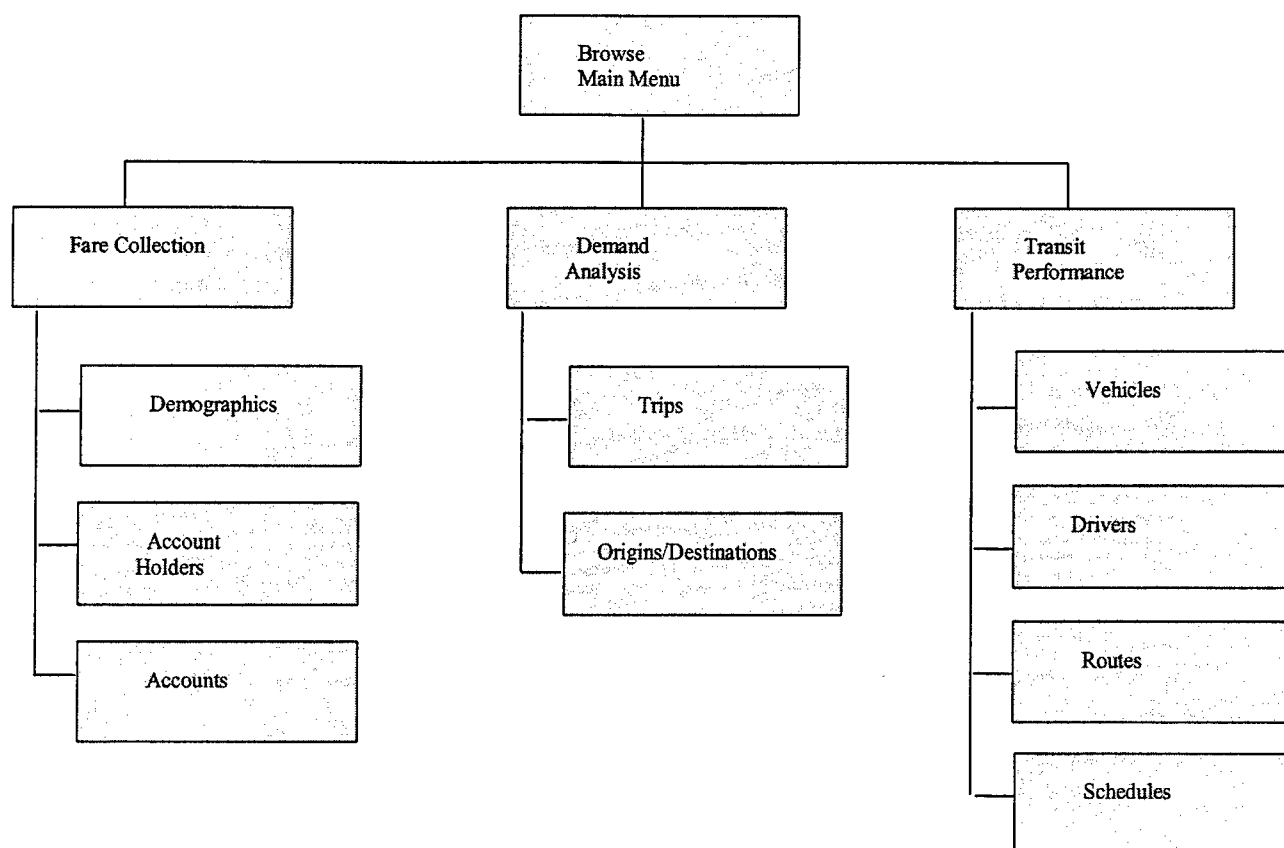 Browse
Main Menu
Fare Collection
Demand
Analysis
Transit
Performance
Demographics
Account
Holders
Accounts
Trips
Origins/Destinations
Vehicles
Drivers
Routes
Schedules